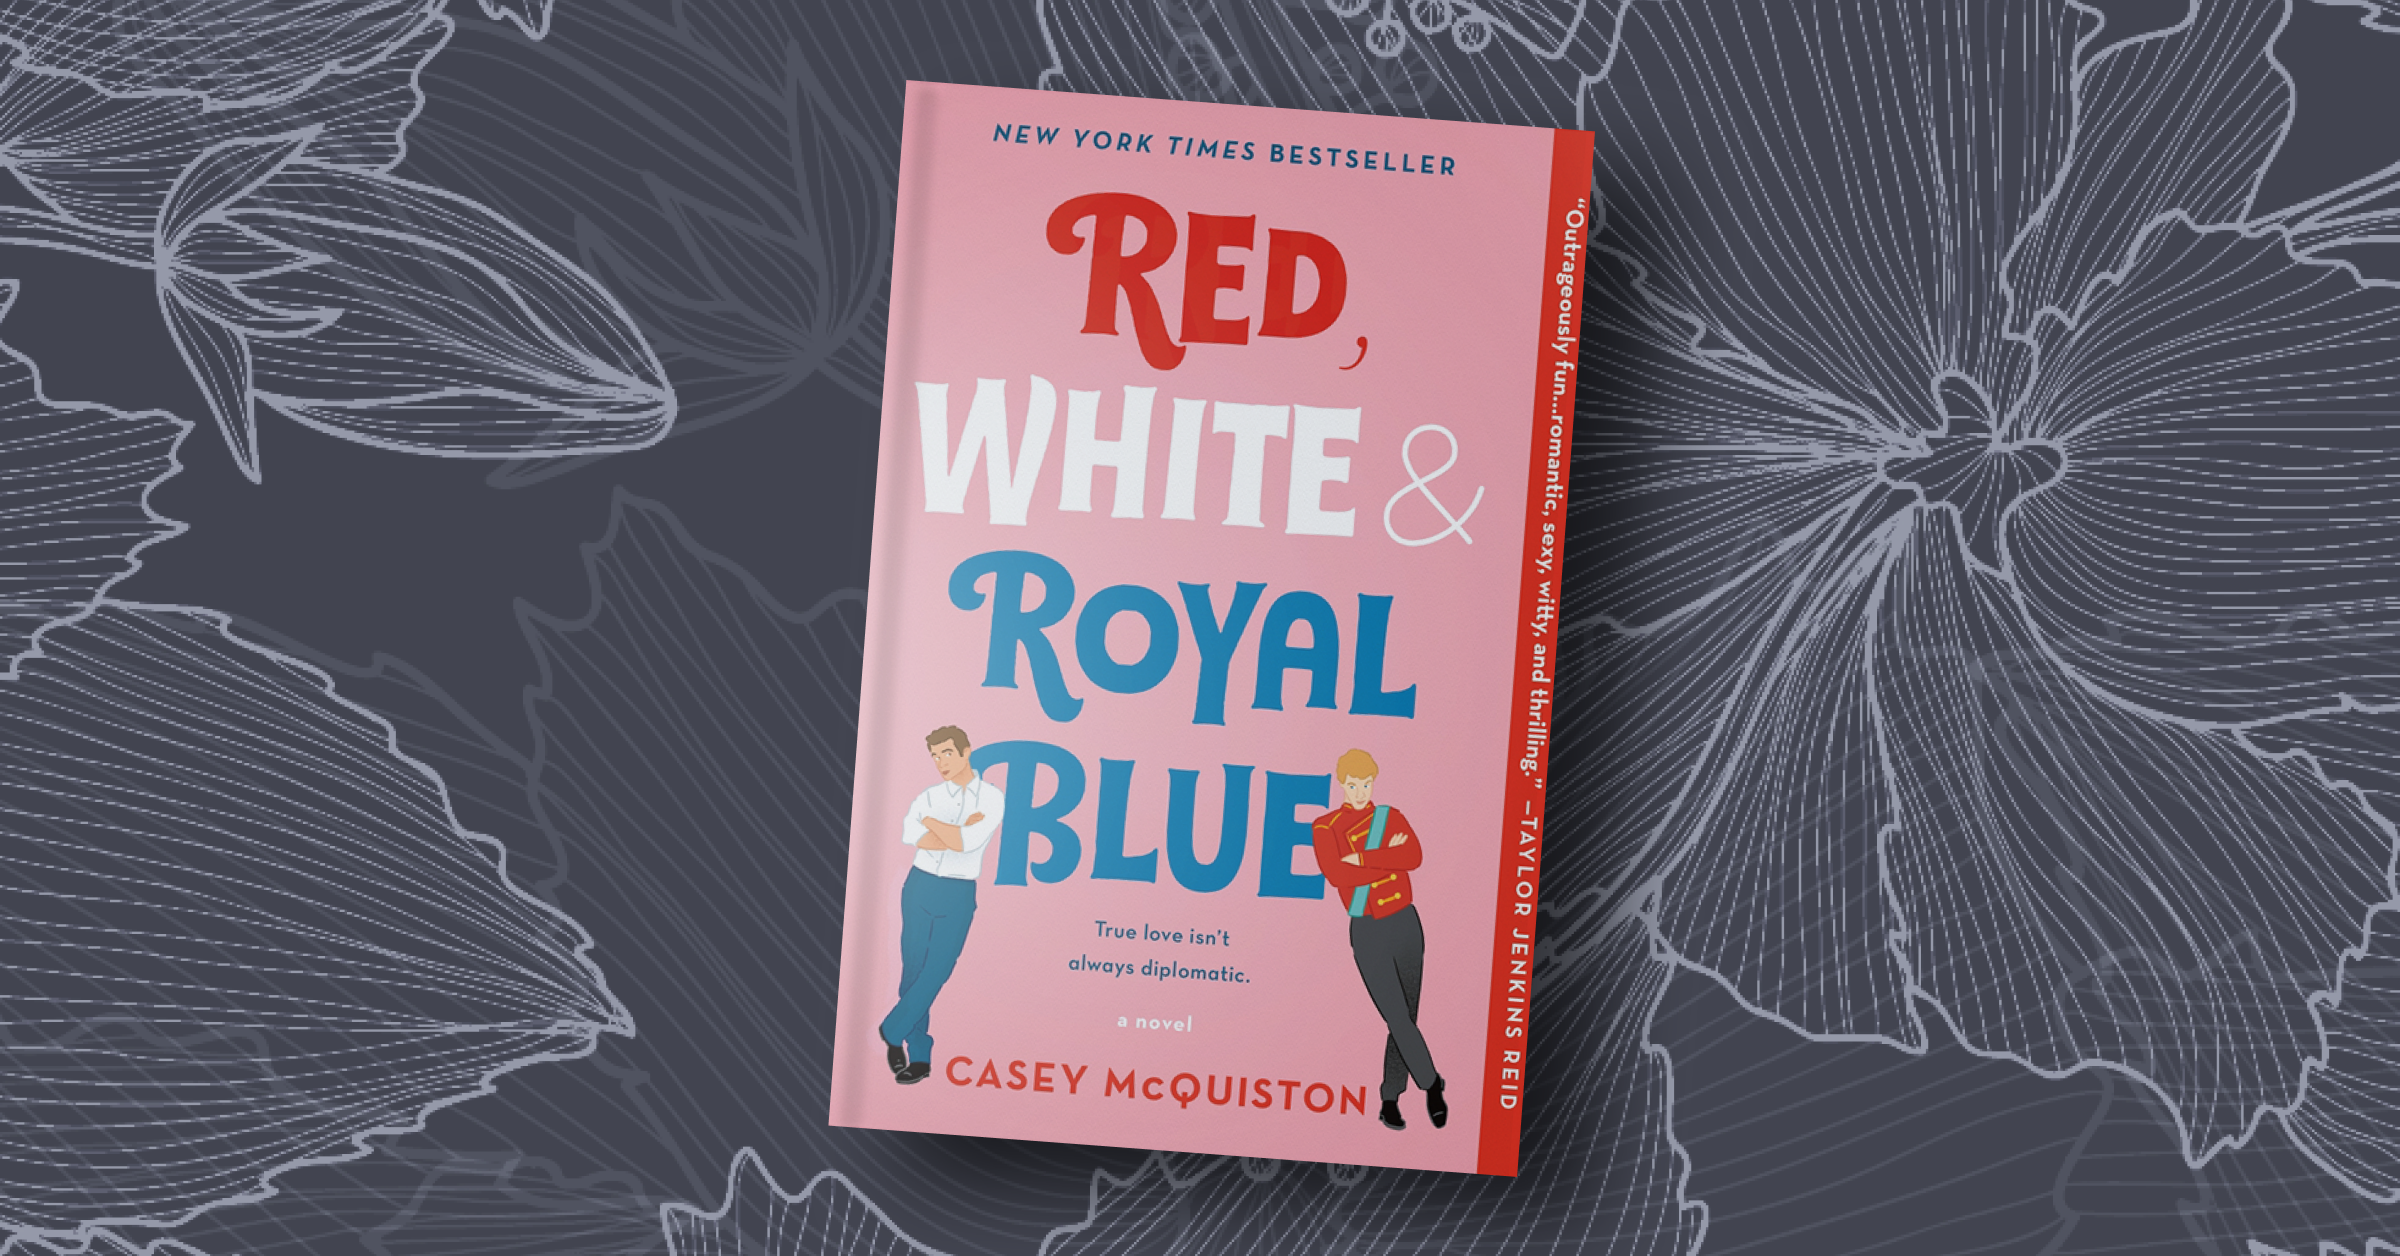 NEW YORK TIMES BESTSELLER
RED,
WHITE &
ROYAL
BLUE
True love isn't
always diplomatic.
a novel
CASEY McQUISTON
“Outrageously fun...romantic, sexy, witty, and thrilling.” —TAYLOR JENKINS REID